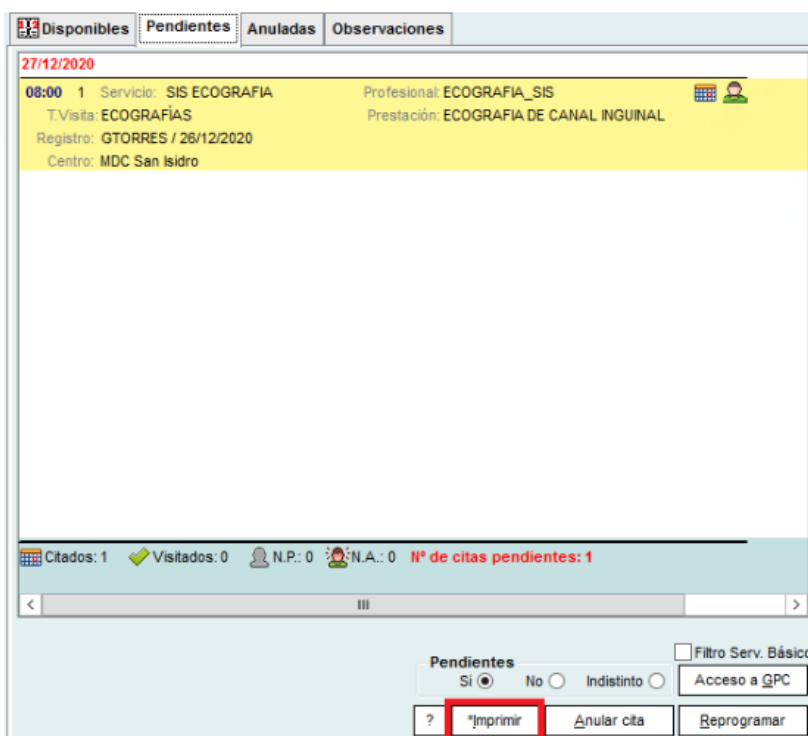 Disponibles Pendientes Anuladas Observaciones
27/12/2020
08:00 1 Servicio: SIS ECOGRAFIA Profesional: ECOGRAFIA_SIS
T.Visita: ECOGRAFÍAS Prestación: ECOGRAFIA DE CANAL INGUINAL
Registro: GTORRES / 26/12/2020
Centro: MDC San Isidro
Citados: 1 Visitados: 0 N.P.: 0 N.A.: 0 Nº de citas pendientes: 1
Filtro Serv. Básico
Pendientes
Si No Indistinto Acceso a GPC
? *Imprimir Anular cita Reprogramar